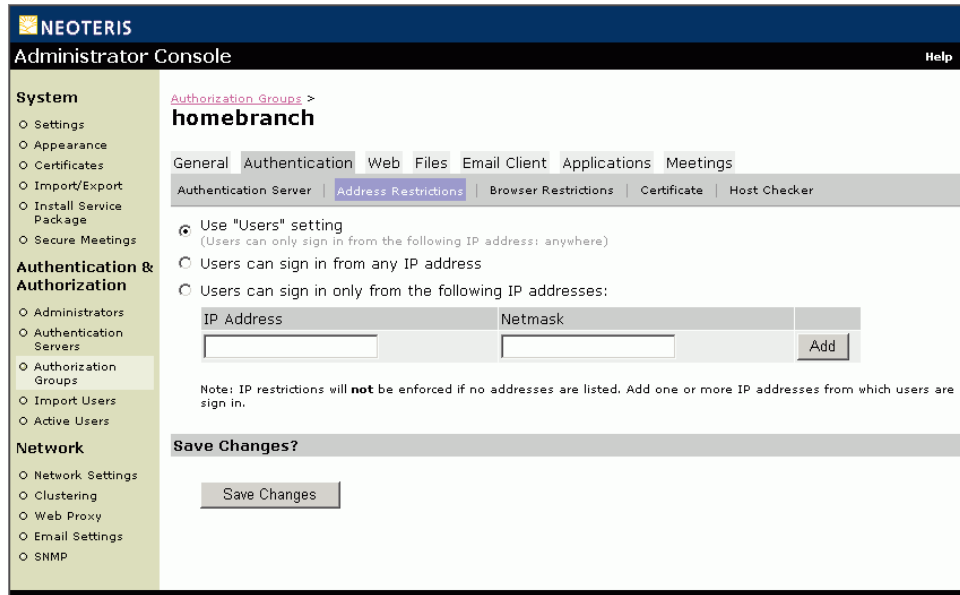 NEOTERIS
Administrator Console
Help
System
Settings
Appearance
Certificates
Import/Export
Install Service
Package
Secure Meetings
Authentication &
Authorization
Administrators
Authentication
Servers
Authorization
Groups
Import Users
Active Users
Network
Network Settings
Clustering
Web Proxy
Email Settings
SNMP
Authorization Groups >
homebranch
General Authentication Web Files Email Client Applications Meetings
Authentication Server | Address Restrictions | Browser Restrictions | Certificate | Host Checker
Use "Users" setting
(Users can only sign in from the following IP address: anywhere)
Users can sign in from any IP address
Users can sign in only from the following IP addresses:
IP Address Netmask
Add
Note: IP restrictions will not be enforced if no addresses are listed. Add one or more IP addresses from which users are
sign in.
Save Changes?
Save Changes